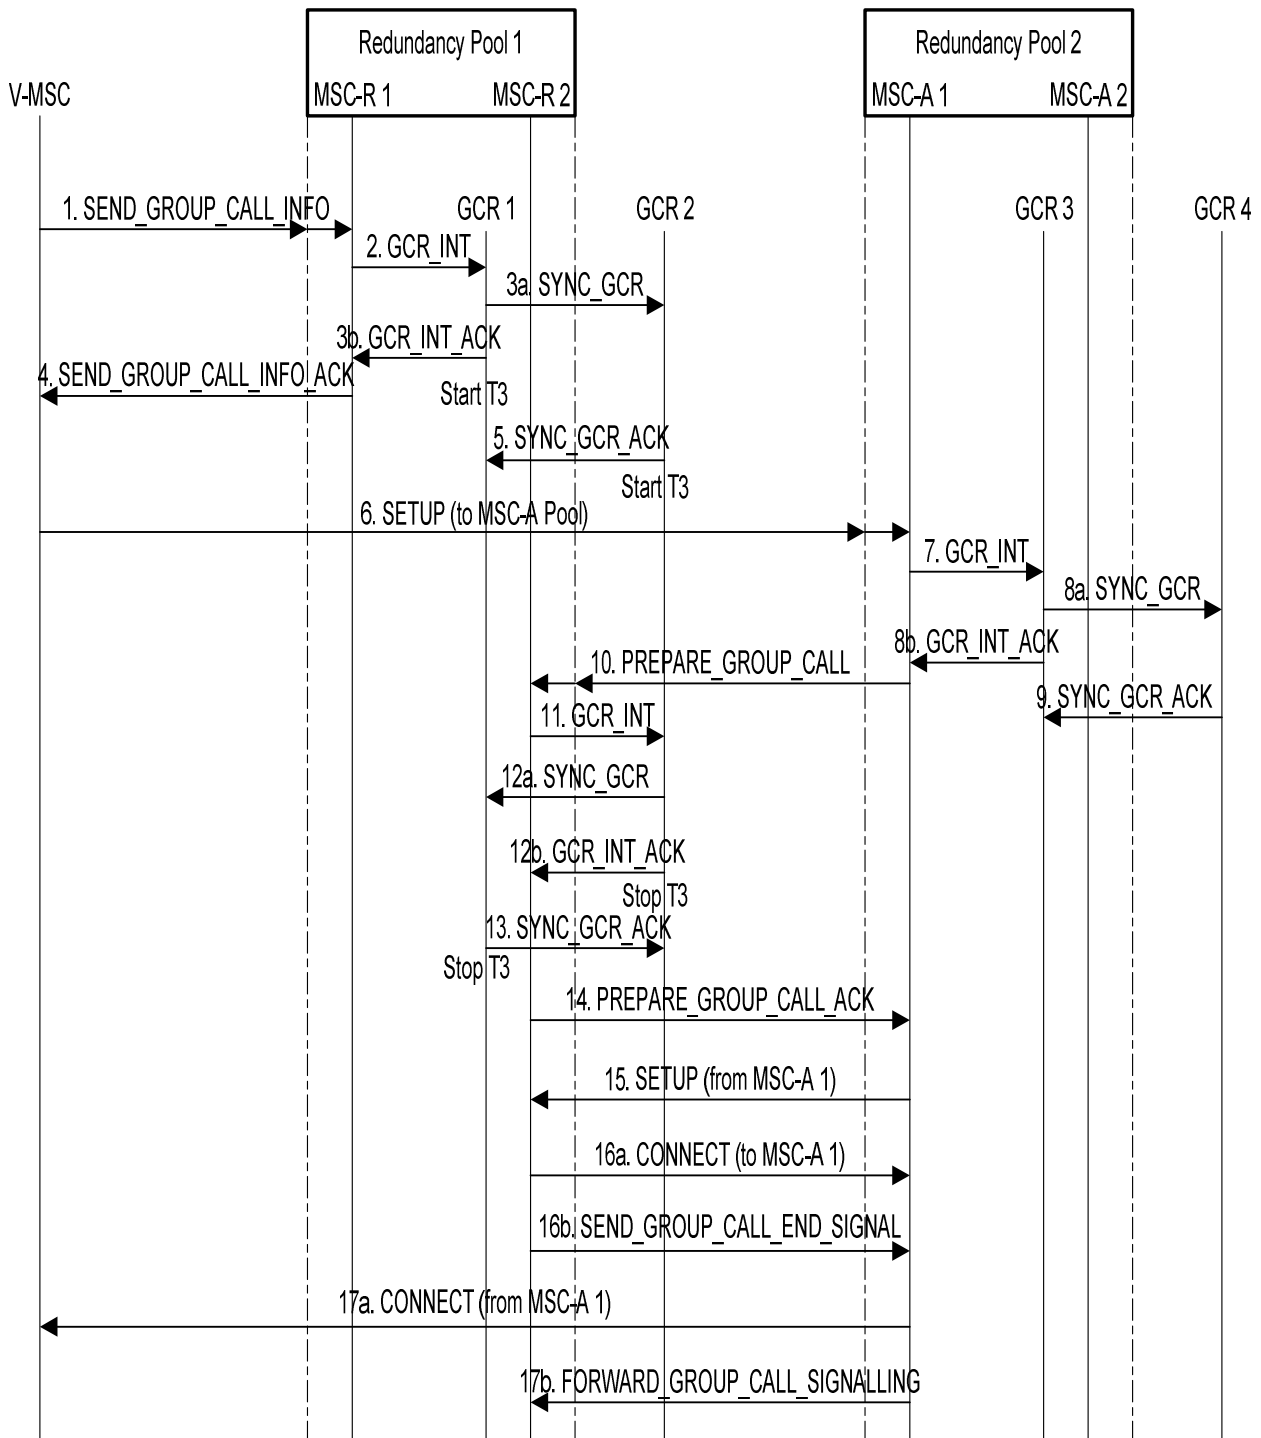 Redundancy Pool 1
Redundancy Pool 2
V-MSC
MSC-R 1
MSC-R 2
MSC-A 1
MSC-A 2
1. SEND_GROUP_CALL_INFO
GCR 1
GCR 2
GCR 3
GCR 4
2. GCR_INT
3a. SYNC_GCR
3b. GCR_INT_ACK
4. SEND_GROUP_CALL_INFO_ACK
Start T3
5. SYNC_GCR_ACK
Start T3
6. SETUP (to MSC-A Pool)
7. GCR_INT
8a. SYNC_GCR
8b. GCR_INT_ACK
10. PREPARE_GROUP_CALL
9. SYNC_GCR_ACK
11. GCR_INT
12a. SYNC_GCR
12b. GCR_INT_ACK
Stop T3
13. SYNC_GCR_ACK
Stop T3
14. PREPARE_GROUP_CALL_ACK
15. SETUP (from MSC-A 1)
16a. CONNECT (to MSC-A 1)
16b. SEND_GROUP_CALL_END_SIGNAL
17a. CONNECT (from MSC-A 1)
17b. FORWARD_GROUP_CALL_SIGNALLING